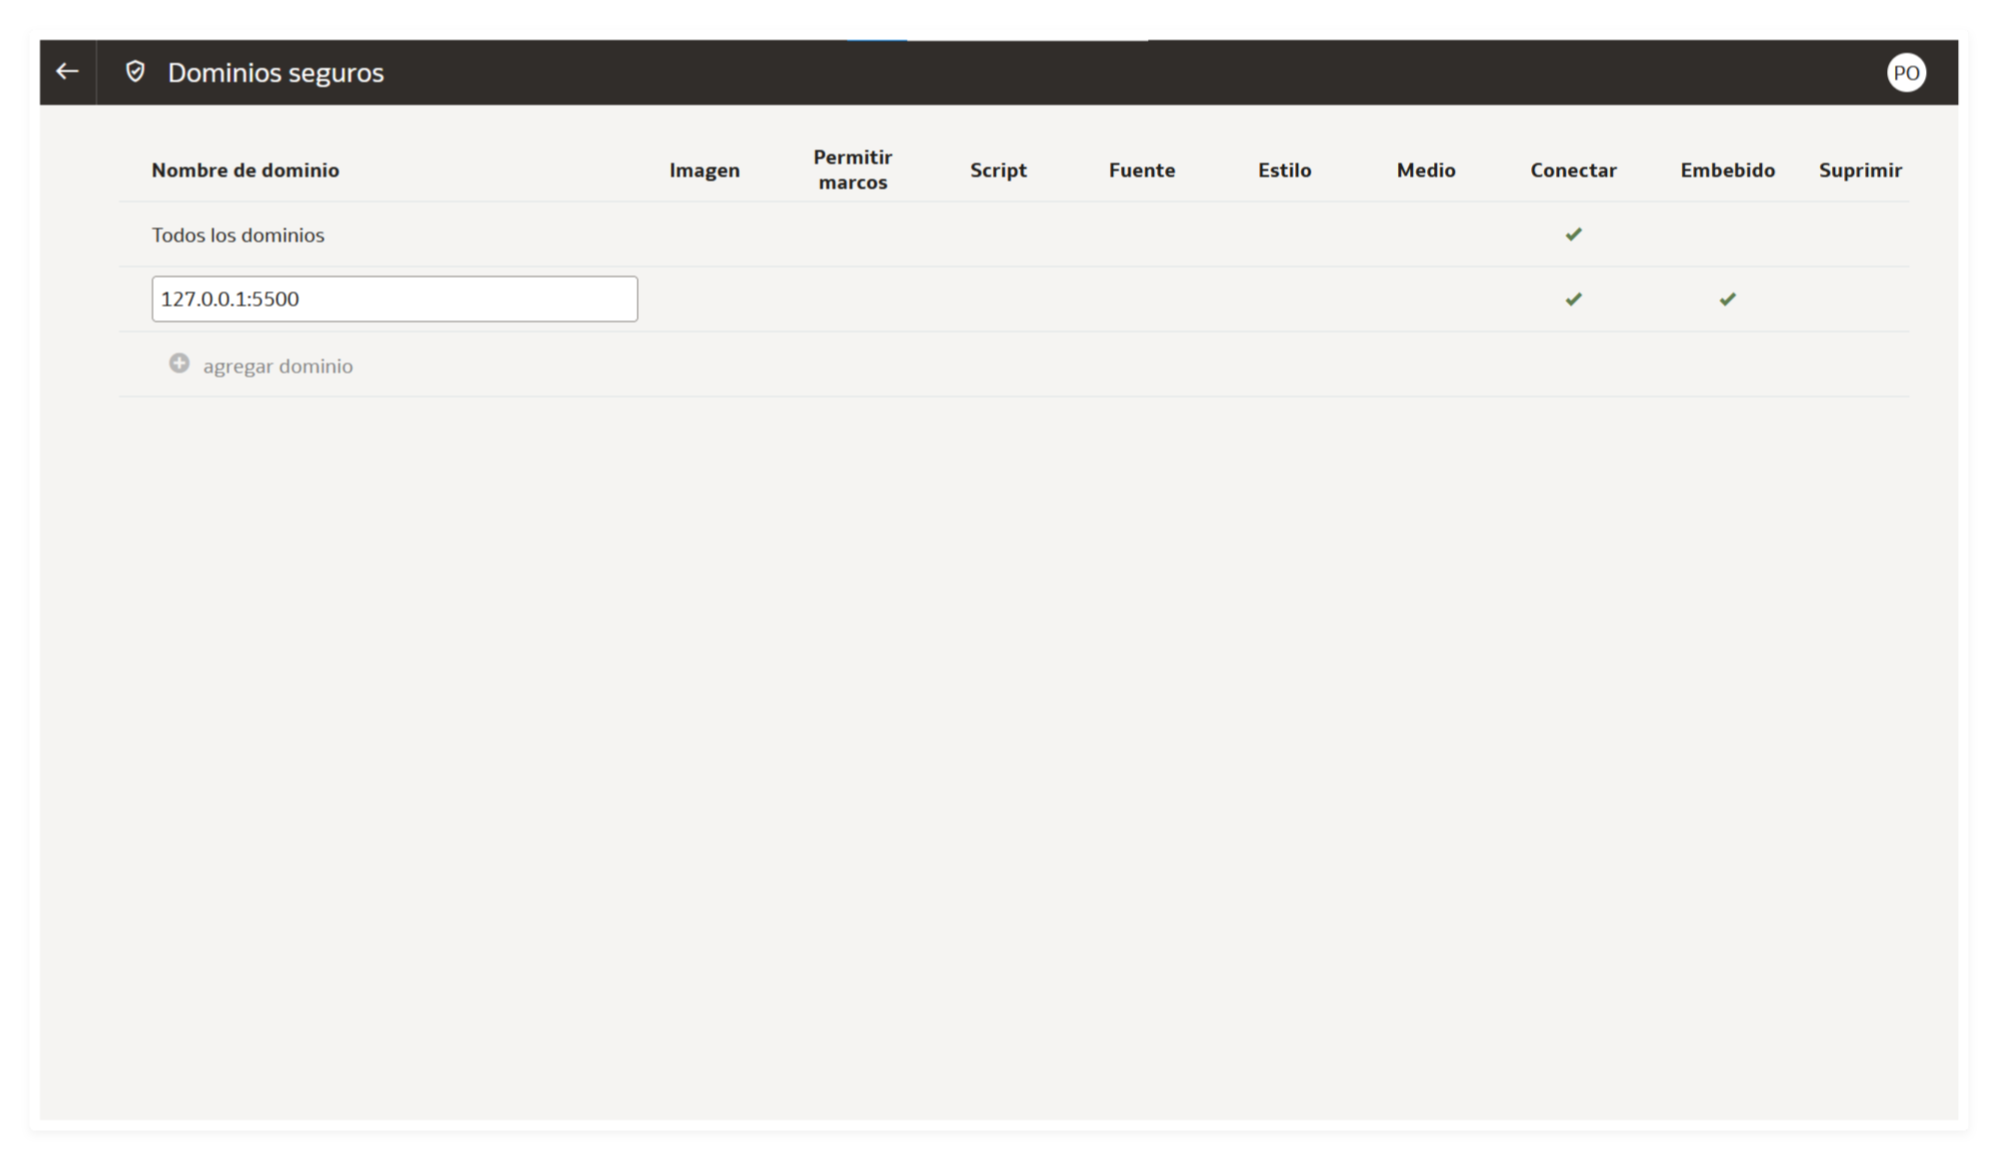 Dominios seguros
PO
Nombre de dominio Imagen Permitir marcos Script Fuente Estilo Medio Conectar Embebido Suprimir
Todos los dominios
127.0.0.1:5500
agregar dominio